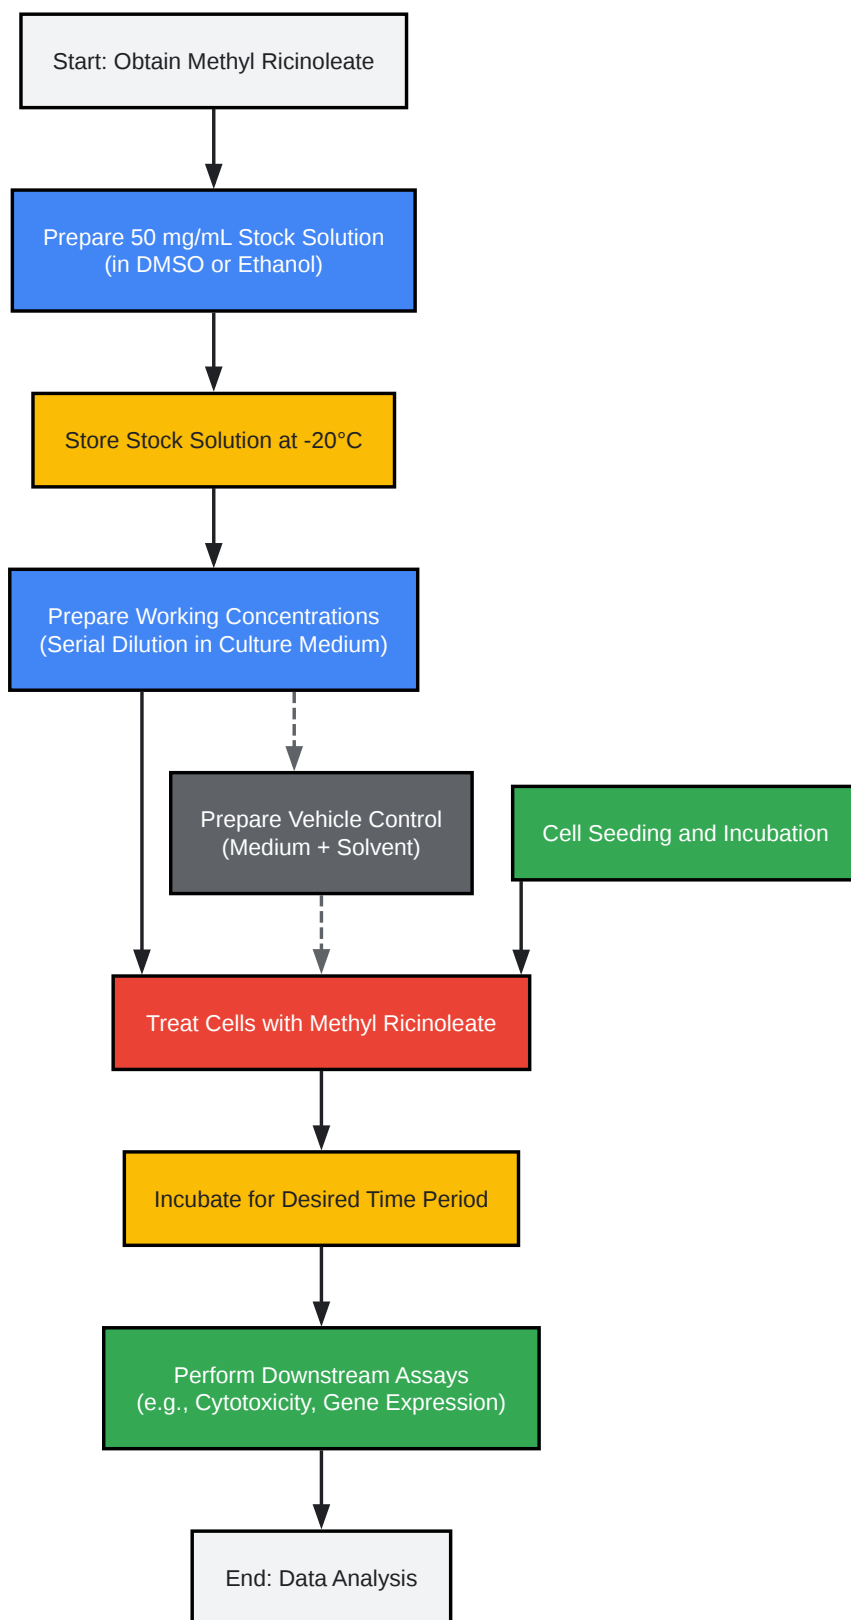 Start: Obtain Methyl Ricinoleate
Prepare 50 mg/mL Stock Solution
(in DMSO or Ethanol)
Store Stock Solution at -20°C
Prepare Working Concentrations
(Serial Dilution in Culture Medium)
Prepare Vehicle Control
(Medium + Solvent)
Cell Seeding and Incubation
Treat Cells with Methyl Ricinoleate
Incubate for Desired Time Period
Perform Downstream Assays
(e.g., Cytotoxicity, Gene Expression)
End: Data Analysis